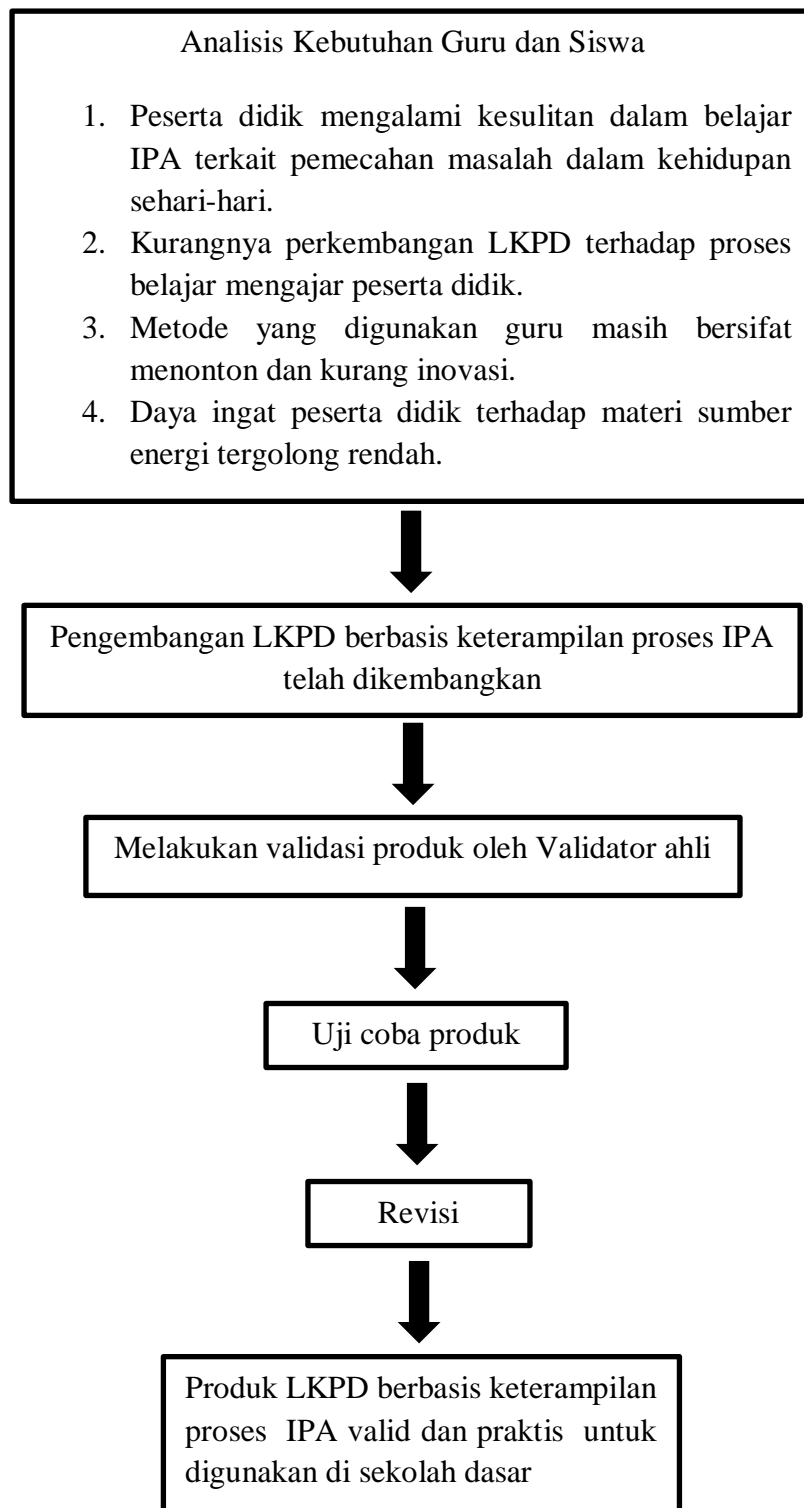 Analisis Kebutuhan Guru dan Siswa
1. Peserta didik mengalami kesulitan dalam belajar
IPA terkait pemecahan masalah dalam kehidupan
sehari-hari.
2. Kurangnya perkembangan LKPD terhadap proses
belajar mengajar peserta didik.
3. Metode yang digunakan guru masih bersifat
menonton dan kurang inovasi.
4. Daya ingat peserta didik terhadap materi sumber
energi tergolong rendah.
Pengembangan LKPD berbasis keterampilan proses IPA
telah dikembangkan
Melakukan validasi produk oleh Validator ahli
Uji coba produk
Revisi
Produk LKPD berbasis keterampilan
proses IPA valid dan praktis untuk
digunakan di sekolah dasar